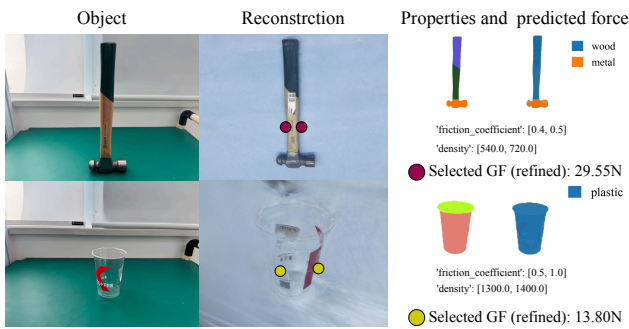 Object
Reconstrction
Properties and predicted force
wood
metal
'friction_coefficient': [0.4, 0.5]
'density': [540.0, 720.0]
Selected GF (refined): 29.55N
plastic
'friction_coefficient': [0.5, 1.0]
'density': [1300.0, 1400.0]
Selected GF (refined): 13.80N